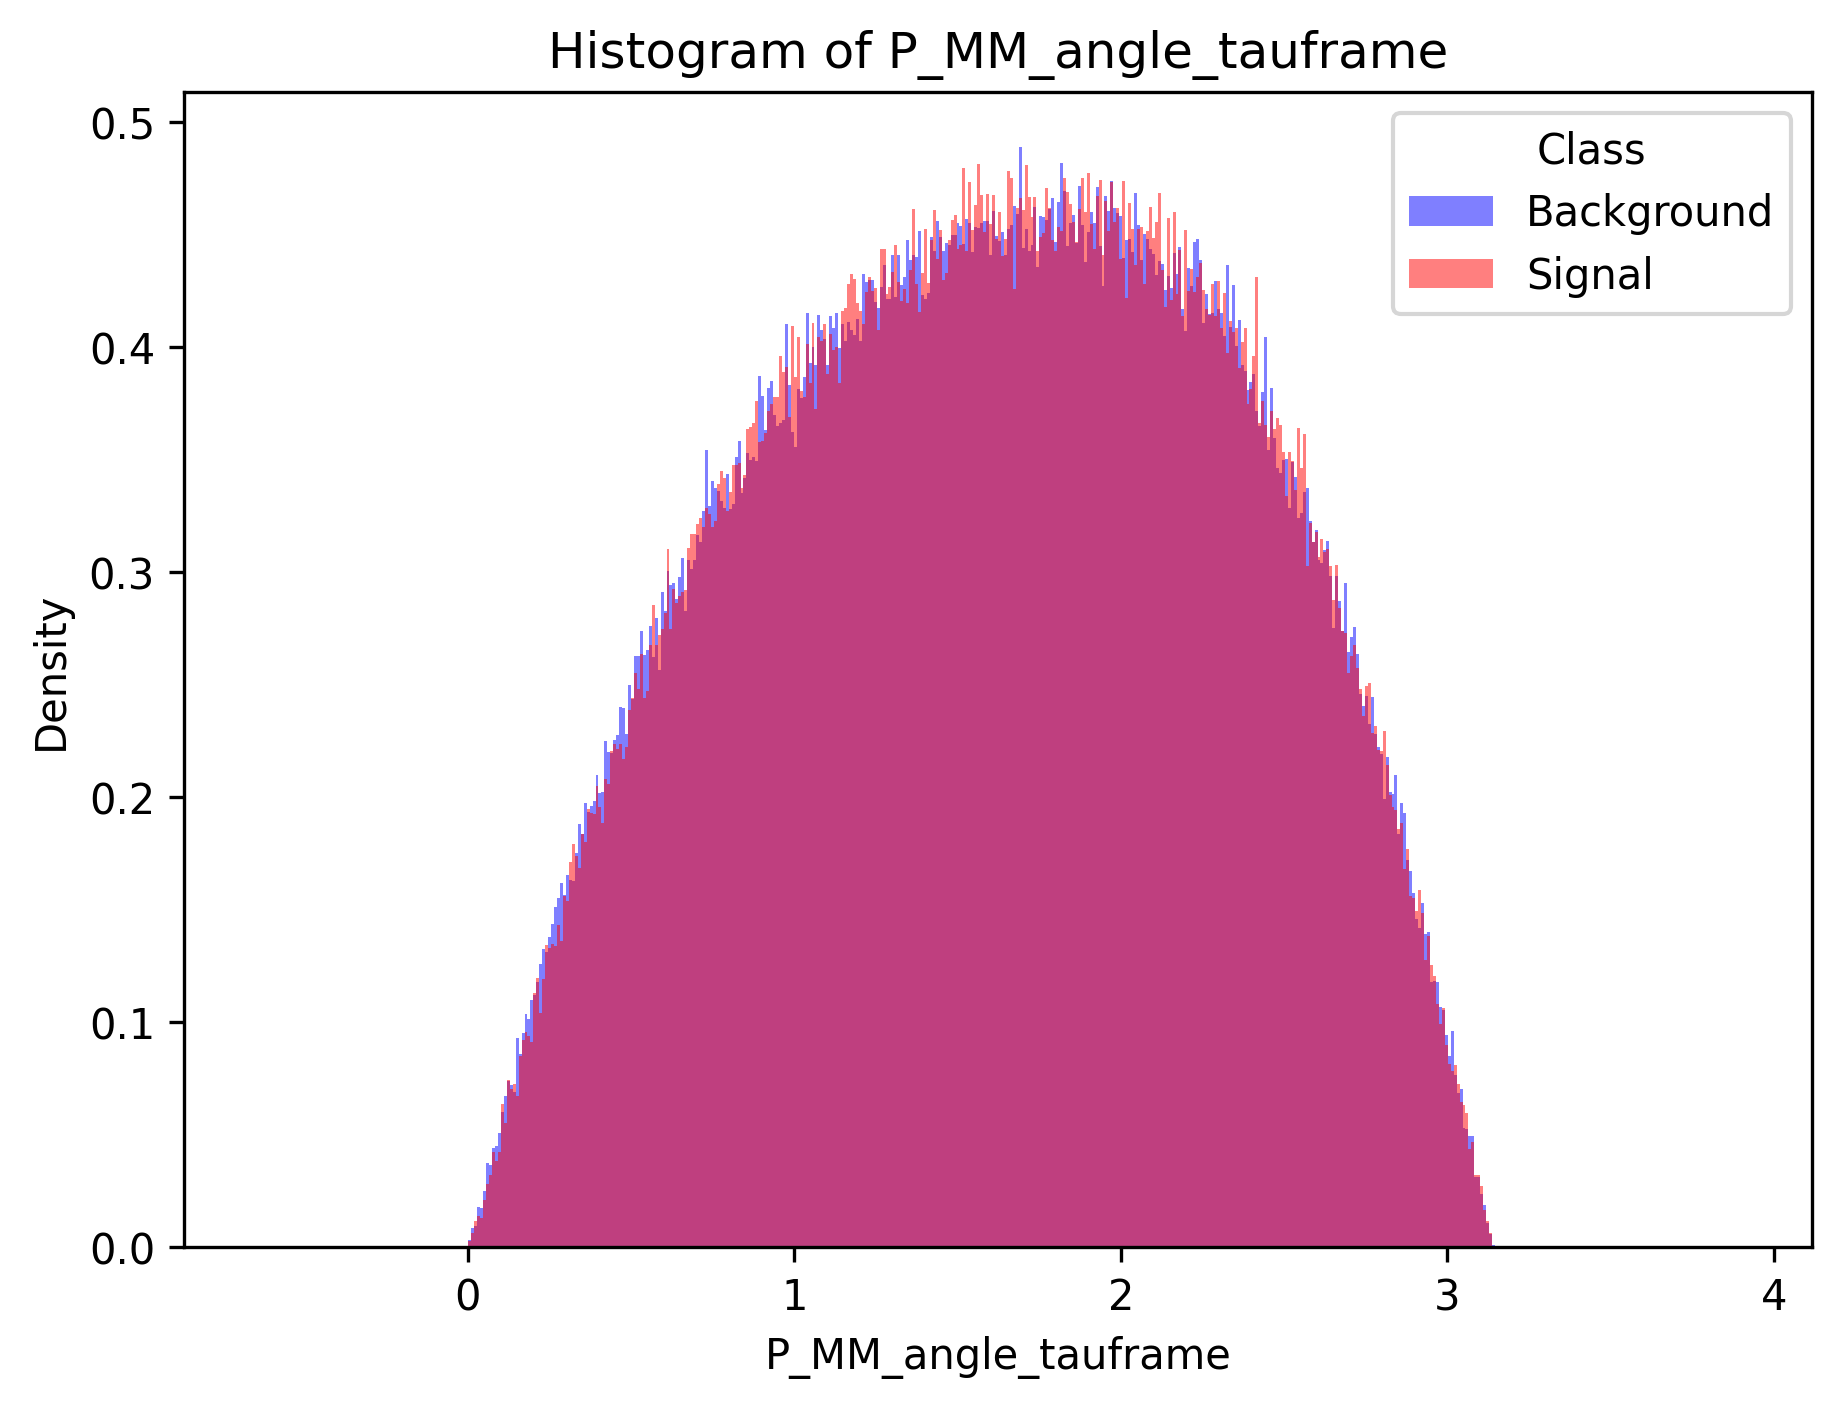 Histogram of P_MM_angle_tauframe
Class
Background
Signal
0.5
0.4
0.3
0.2
0.1
0.0
Density
0 1 2 3 4
P_MM_angle_tauframe